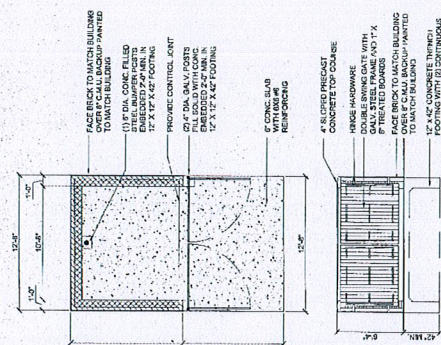 FACE BRICK TO MATCH BUILDING
OVER 8" C.M.U. BACKUP PAINTED
TO MATCH BUILDING
(1) 6" DIA. CONC. FILLED
STEEL BUMPER POSTS
EMBEDDED 2'-0" MIN. IN
12" X 12" X 42" FOOTING
PROVIDE CONTROL JOINT
(2) 6" DIA. GALV. POSTS
FILL SOLID WITH CONC.
EMBEDDED 2'-0" MIN. IN
12" X 12" X 42" FOOTING
6" CONC. SLAB
WITH 6X6 #6
REINFORCING
12'-8"
1'-0"
10'-8"
1'-0"
12'-8"
4" SLOPED PRECAST
CONCRETE TOP COURSE
HINGE HARDWARE
DOUBLE SWING GATE WITH
GALV. STEEL FRAME AND 1" X
6" TREATED BOARDS
FACE BRICK TO MATCH BUILDING
OVER 8" C.M.U. BACKUP PAINTED
TO MATCH BUILDING
12" X 42" CONCRETE TRENCH
FOOTING WITH (2) CONTINUOUS
6'-4"
42" MIN.